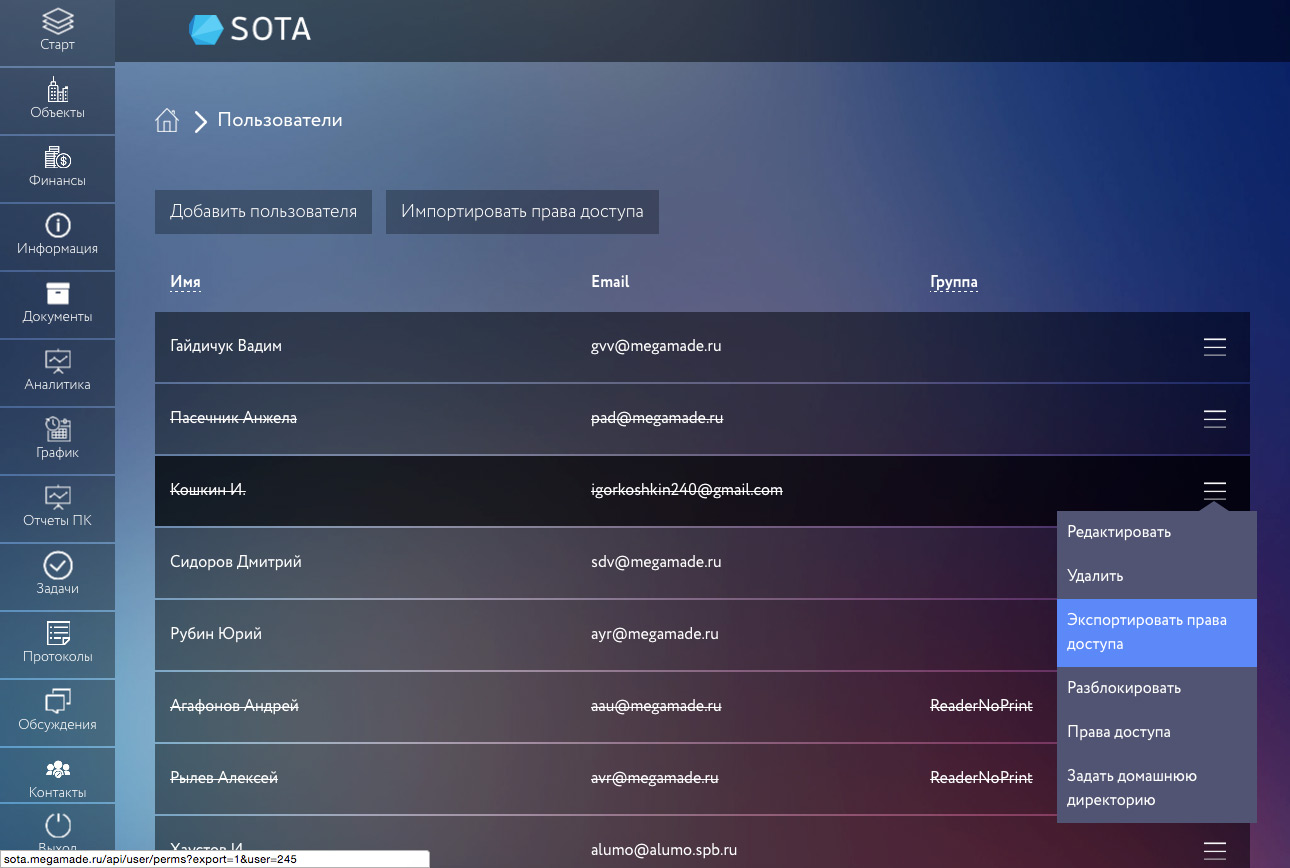 Старт
Объекты
Финансы
Информация
Документы
Аналитика
График
Отчеты ПК
Задачи
Протоколы
Обсуждения
Контакты
Выход
SOTA
Пользователи
Добавить пользователя
Импортировать права доступа
Имя Email Группа
Гайдичук Вадим gvv@megamade.ru
Пасечник Анжела pad@megamade.ru
Кошкин И. igorkoshkin240@gmail.com
Сидоров Дмитрий sdv@megamade.ru
Рубин Юрий ayr@megamade.ru
Агафонов Андрей aau@megamade.ru ReaderNoPrint
Рылев Алексей avr@megamade.ru ReaderNoPrint
Хаустов И. alumo@alumo.spb.ru
Редактировать
Удалить
Экспортировать права
доступа
Разблокировать
Права доступа
Задать домашнюю
директорию
sota.megamade.ru/api/user/perms?export=1&user=245